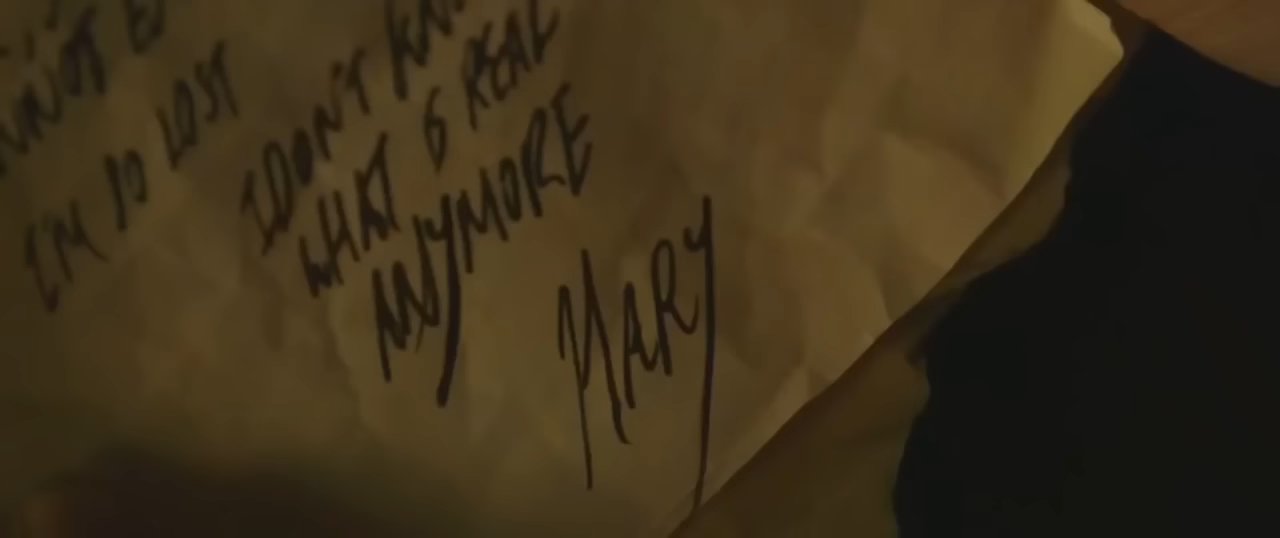 I'M SO LOST
I DON'T
WHAT IS REAL
ANYMORE
MARY